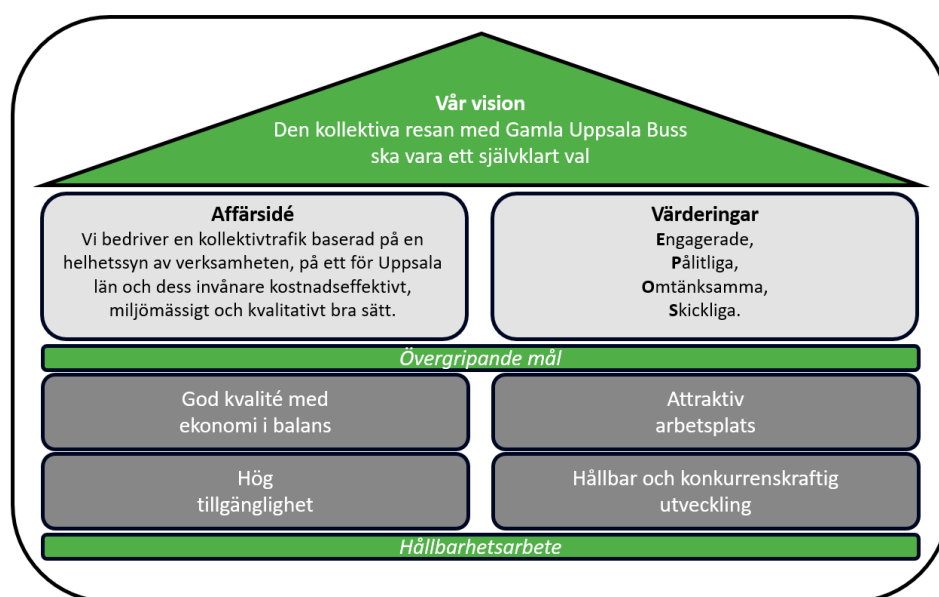 Vår vision
Den kollektiva resan med Gamla Uppsala Buss
ska vara ett självklart val
Affärsidé
Vi bedriver en kollektivtrafik baserad på en
helhetssyn av verksamheten, på ett för Uppsala
län och dess invånare kostnadseffektivt,
miljömässigt och kvalitativt bra sätt.
Värderingar
Engagerade,
Pålitliga,
Omtänksamma,
Skickliga.
Övergripande mål
God kvalité med
ekonomi i balans
Attraktiv
arbetsplats
Hög
tillgänglighet
Hållbar och konkurrenskraftig
utveckling
Hållbarhetsarbete